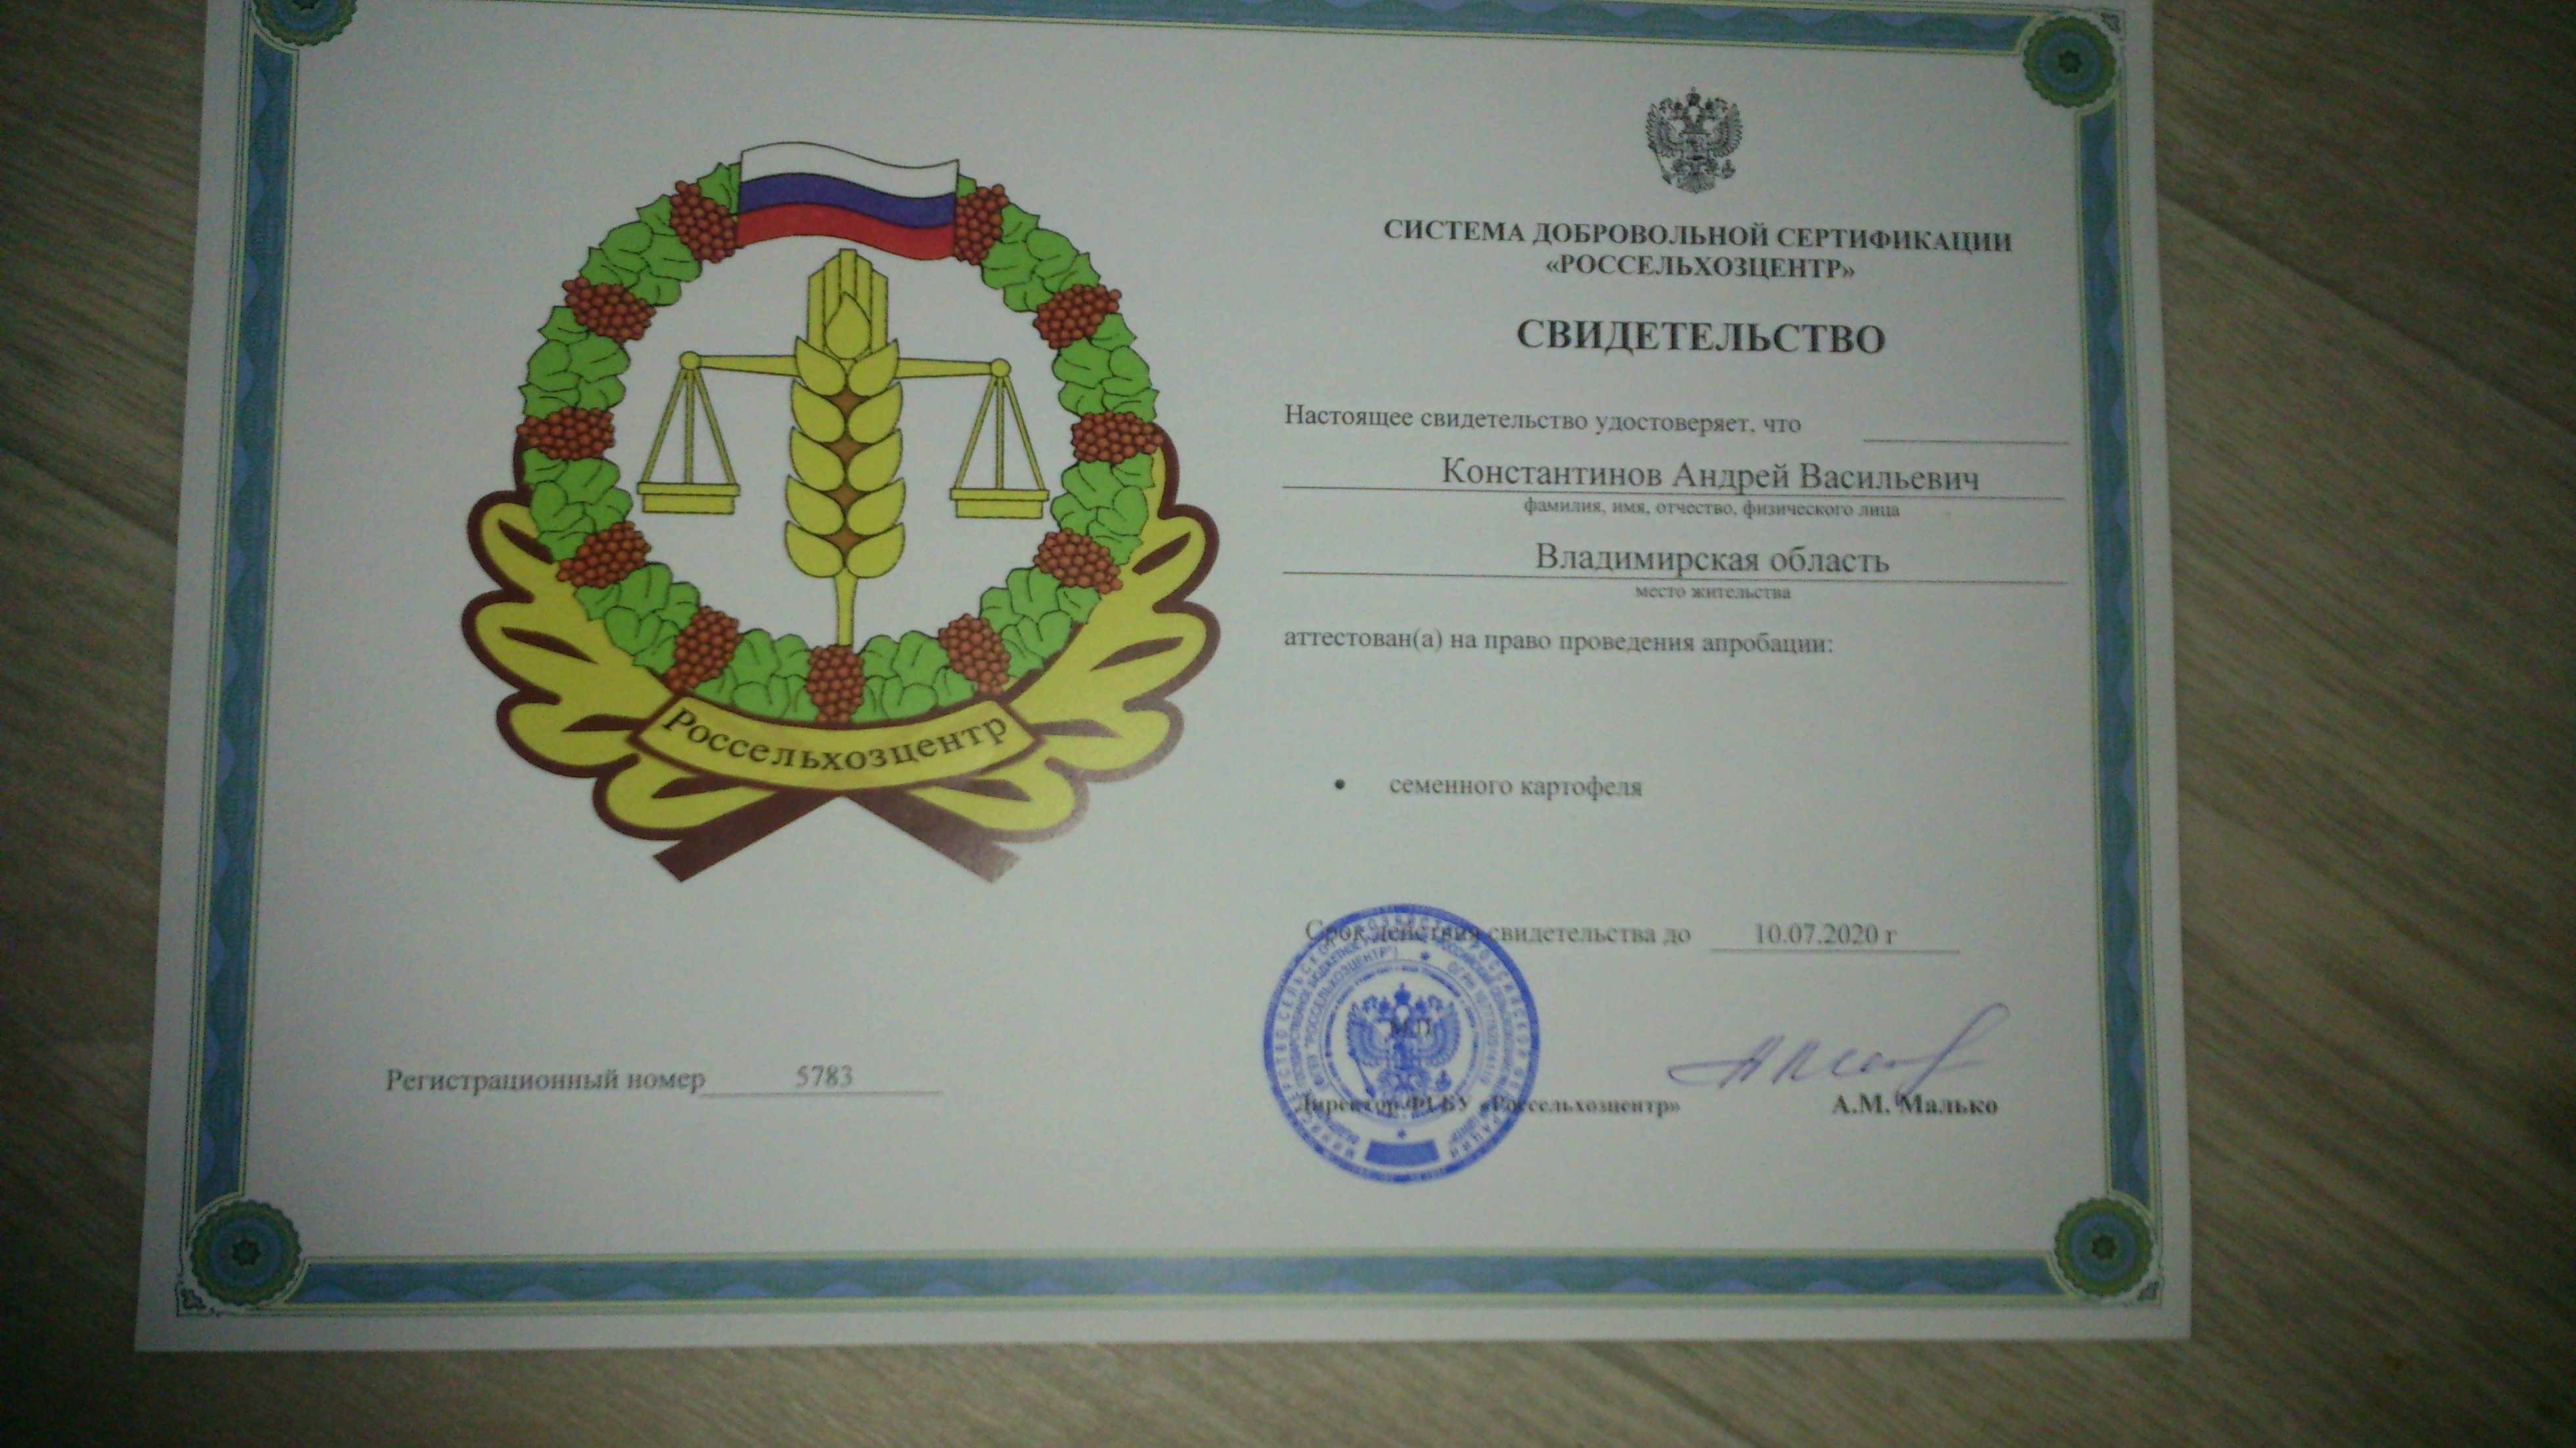 Россельхозцентр
Регистрационный номер 5783
СИСТЕМА ДОБРОВОЛЬНОЙ СЕРТИФИКАЦИИ
«РОССЕЛЬХОЗЦЕНТР»
СВИДЕТЕЛЬСТВО
Настоящее свидетельство удостоверяет, что
Константинов Андрей Васильевич
фамилия, имя, отчество, физического лица
Владимирская область
место жительства
аттестован(а) на право проведения апробации:
• семенного картофеля
Срок действия свидетельства до 10.07.2020 г
М.П.
Директор ФГБУ «Россельхозцентр» А.М. Малько